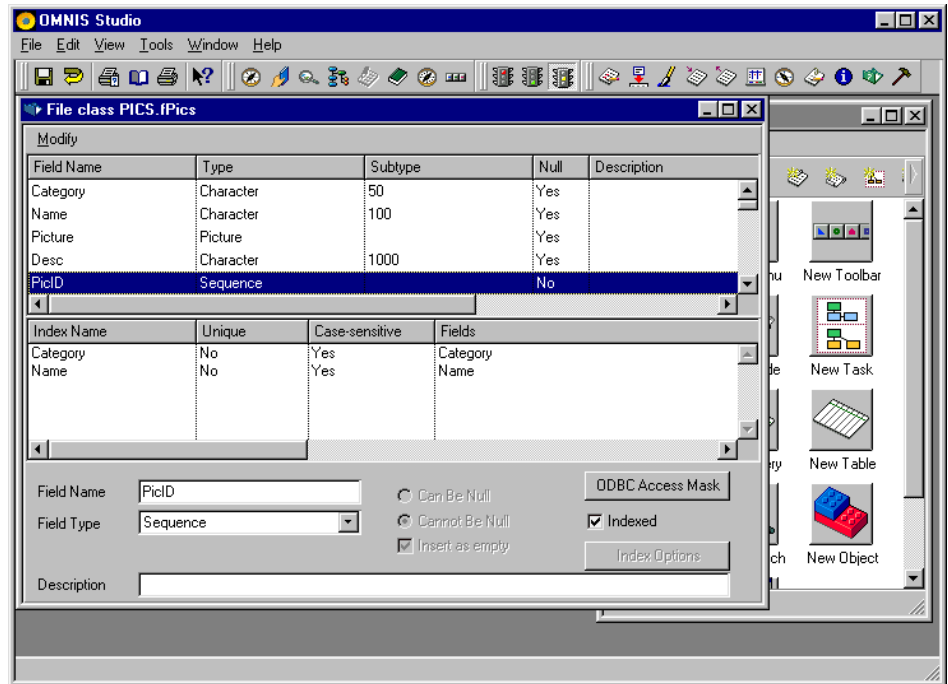 OMNIS Studio
File Edit View Tools Window Help
File class PICS.fPics
Modify
Field Name Type Subtype Null Description
Category Character 50 Yes
Name Character 100 Yes
Picture Picture Yes
Desc Character 1000 Yes
PicID Sequence No
Index Name Unique Case-sensitive Fields
Category No Yes Category
Name No Yes Name
Field Name PicID
Can Be Null
ODBC Access Mask
Field Type Sequence
Cannot Be Null
Indexed
Insert as empty
Index Options
Description
New Toolbar
New Task
New Table
New Object